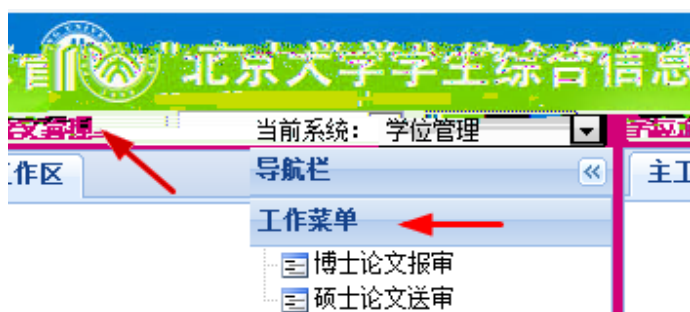 北京大学学生综合信息
当前系统： 学位管理
作区
导航栏
主工
工作菜单
博士论文报审
硕士论文送审